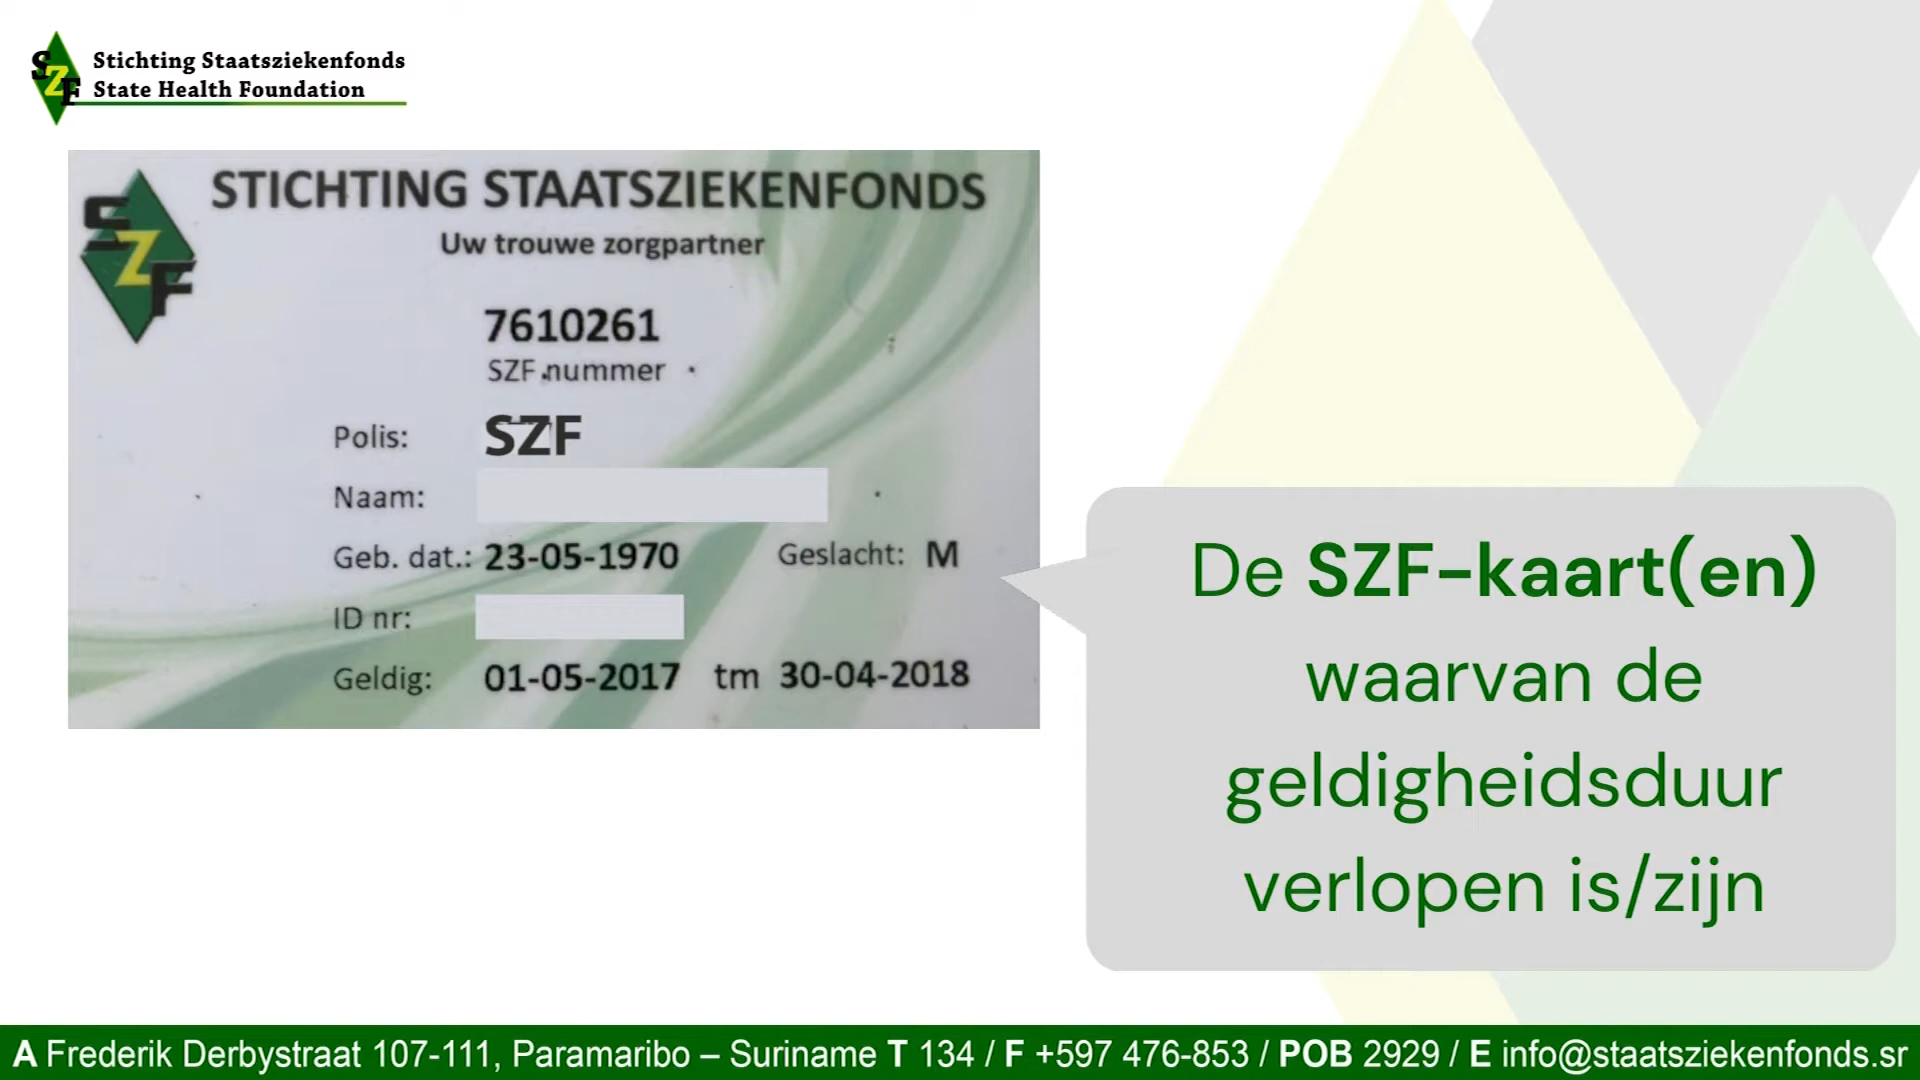 SZF
Stichting Staatsziekenfonds
State Health Foundation
SZF
STICHTING STAATSZIEKENFONDS
Uw trouwe zorgpartner
7610261
SZF nummer
Polis: SZF
Naam:
Geb. dat.: 23-05-1970 Geslacht: M
ID nr:
Geldig: 01-05-2017 tm 30-04-2018
De SZF-kaart(en)
waarvan de
geldigheidsduur
verlopen is/zijn
A Frederik Derbystraat 107-111, Paramaribo – Suriname T 134 / F +597 476-853 / POB 2929 / E info@staatsziekenfonds.sr